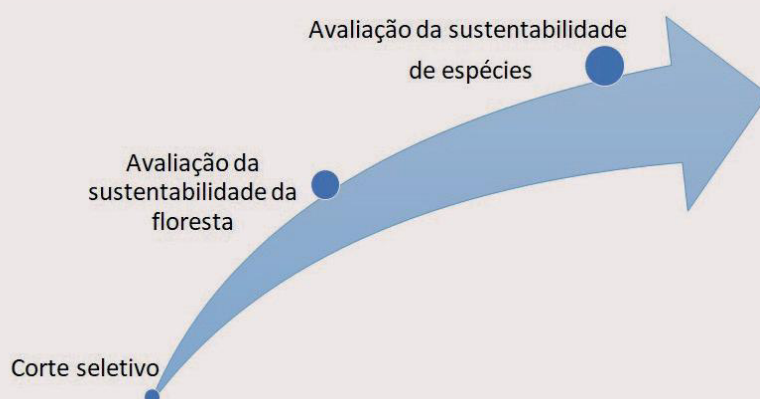 Avaliação da sustentabilidade
de espécies
Avaliação da
sustentabilidade da
floresta
Corte seletivo